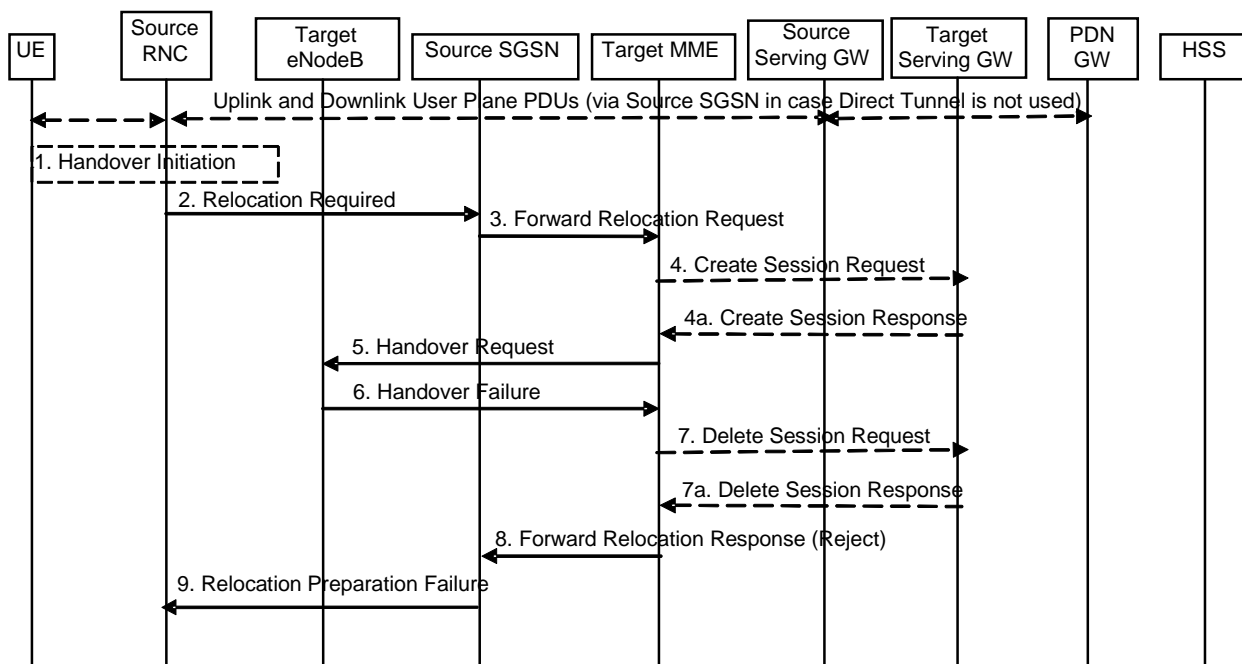 UE
Source
RNC
Target
eNodeB
Source SGSN
Target MME
Source
Serving GW
Target
Serving GW
PDN
GW
HSS
Uplink and Downlink User Plane PDUs (via Source SGSN in case Direct Tunnel is not used)
1. Handover Initiation
2. Relocation Required
3. Forward Relocation Request
4. Create Session Request
4a. Create Session Response
5. Handover Request
6. Handover Failure
7. Delete Session Request
7a. Delete Session Response
8. Forward Relocation Response (Reject)
9. Relocation Preparation Failure